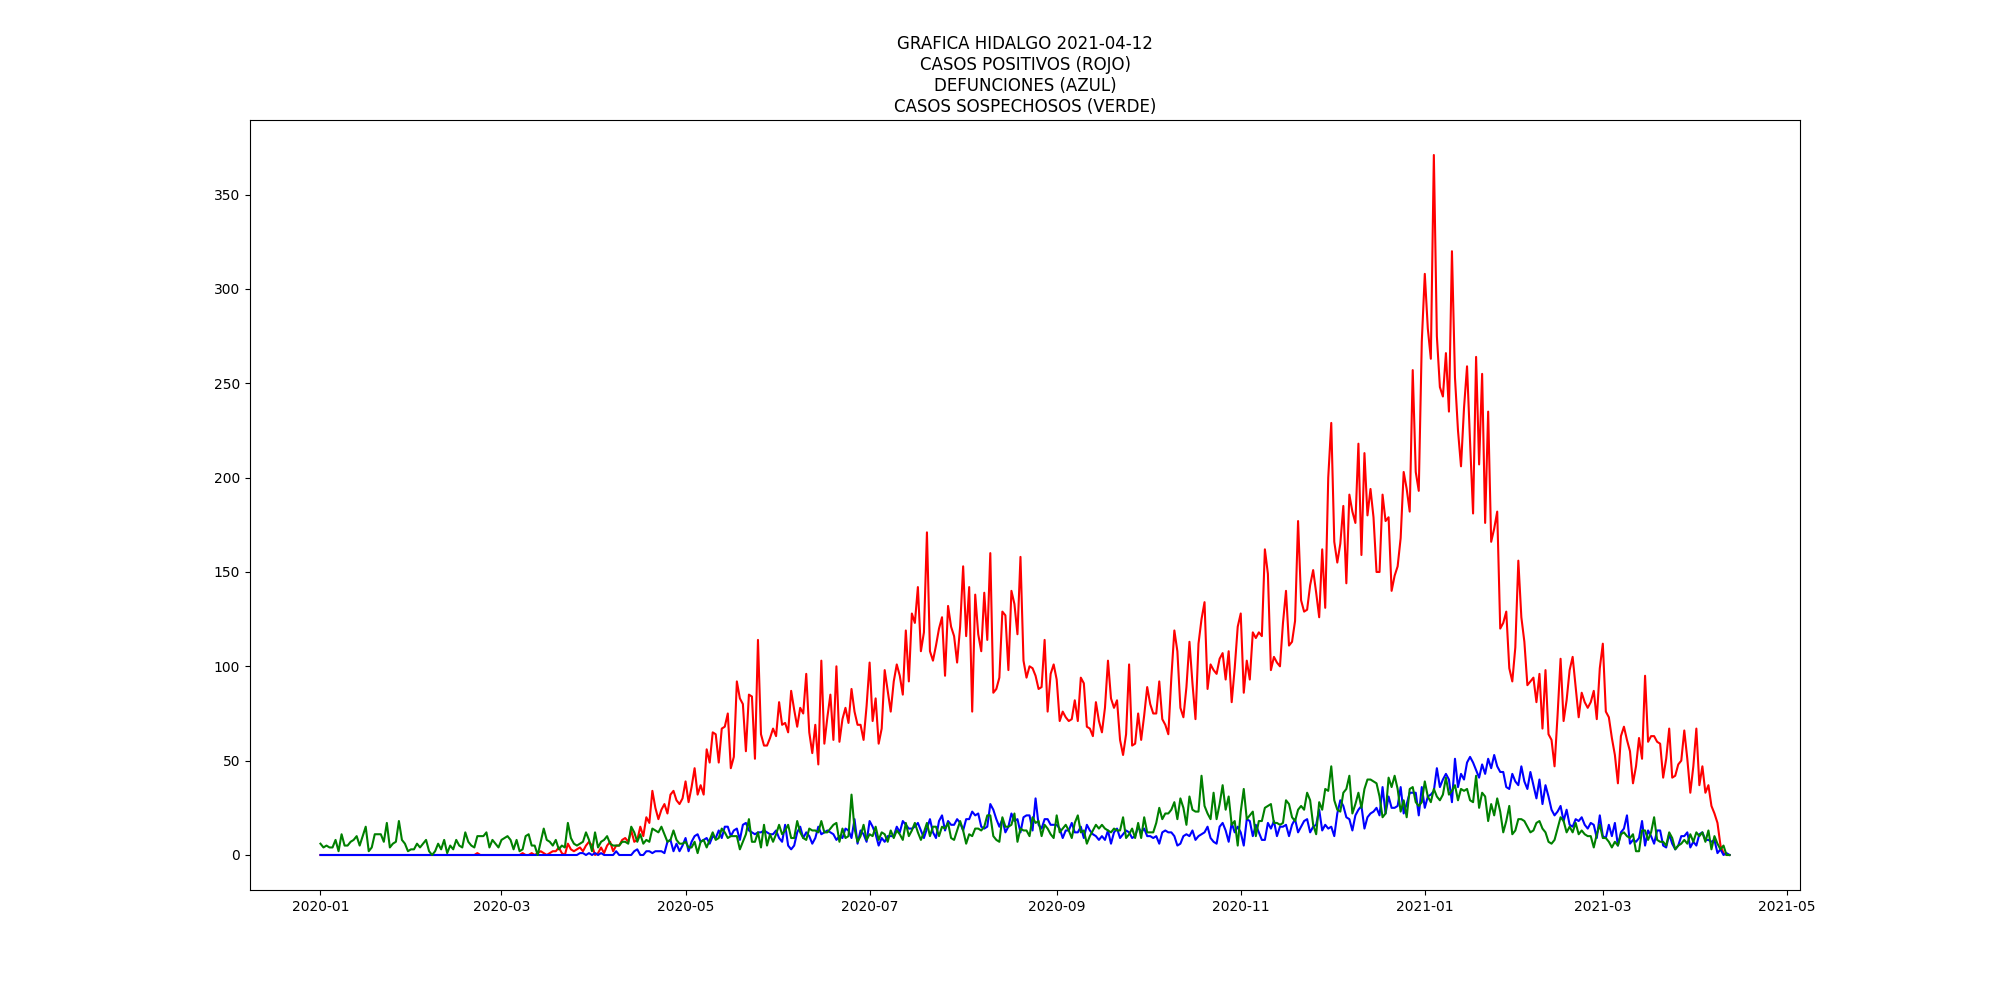 GRAFICA HIDALGO 2021-04-12
CASOS POSITIVOS (ROJO)
DEFUNCIONES (AZUL)
CASOS SOSPECHOSOS (VERDE)
350
300
250
200
150
100
50
0
2020-01 2020-03 2020-05 2020-07 2020-09 2020-11 2021-01 2021-03 2021-05